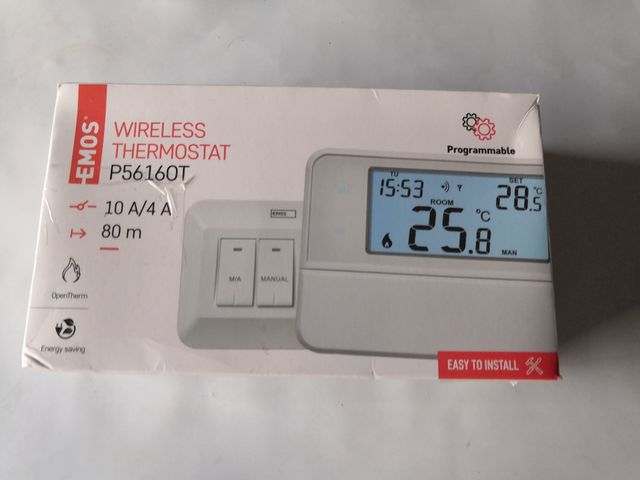 EMOS®
WIRELESS
THERMOSTAT
P5616OT
10 A/4 A
80 m
OpenTherm
Energy saving
Programmable
TU
SET
15:53
28.5 °C
ROOM
25.8 °C
MAN
EMOS
M/A
MANUAL
EASY TO INSTALL